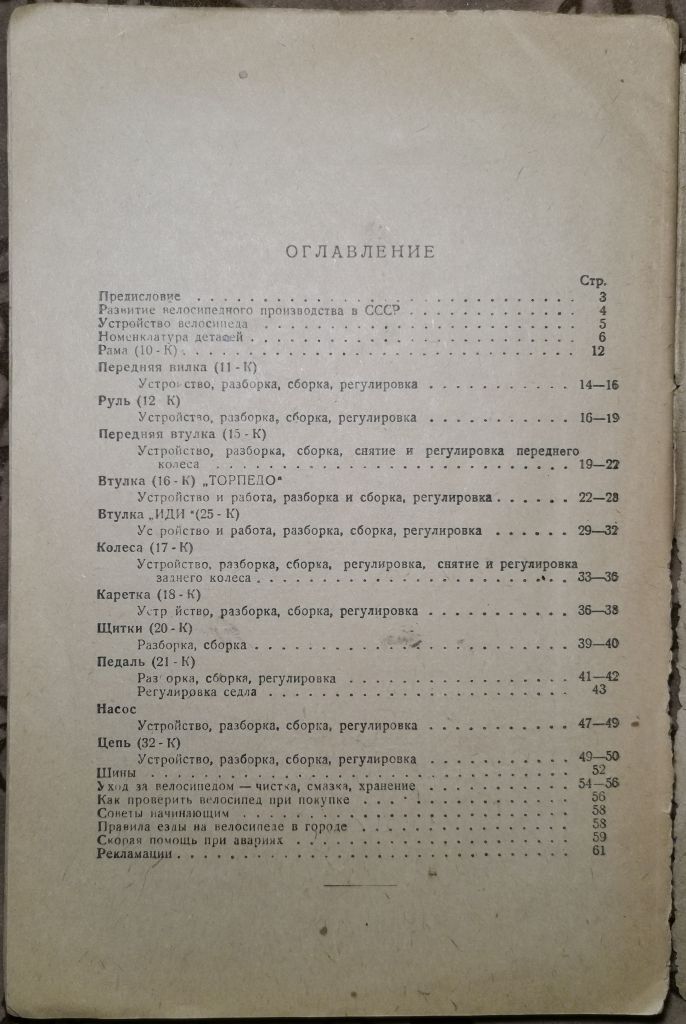 ОГЛАВЛЕНИЕ
Стр.
Предисловие . . . . . . . . . . . . . . . . . . . . . . 3
Развитие велосипедного производства в СССР . . . . . . . . . . 4
Устройство велосипеда . . . . . . . . . . . . . . . . . . . 5
Номенклатура деталей . . . . . . . . . . . . . . . . . . . . 6
Рама (10-К) . . . . . . . . . . . . . . . . . . . . . . 12
Передняя вилка (11-К)
Устройство, разборка, сборка, регулировка . . . . . . . . . . . 14—16
Руль (12 К)
Устройство, разборка, сборка, регулировка . . . . . . . . . . . 16—19
Передняя втулка (15-К)
Устройство, разборка, сборка, снятие и регулировка переднего
колеса . . . . . . . . . . . . . . . . . . . . . . 19—22
Втулка (16-К) „ТОРПЕДО“
Устройство и работа, разборка и сборка, регулировка . . . . . . 22—28
Втулка „ИДИ “(25-К)
Ус ройство и работа, разборка, сборка, регулировка . . . . . . 29—32
Колеса (17-К)
Устройство, разборка, сборка, регулировка, снятие и регулировка
заднего колеса . . . . . . . . . . . . . . . . . . . 33—36
Каретка (18-К)
Устр йство, разборка, сборка, регулировка . . . . . . . . . . . 36—38
Щитки (20-К)
Разборка, сборка . . . . . . . . . . . . . . . . . . . . 39—40
Педаль (21-К)
Раз орка, сборка, регулировка . . . . . . . . . . . . . . . 41—42
Регулировка седла . . . . . . . . . . . . . . . . . . . 43
Насос
Устройство, разборка, сборка, регулировка . . . . . . . . . . . 47—49
Цепь (32-К)
Устройство, разборка, сборка, регулировка . . . . . . . . . . . 49—50
Шины . . . . . . . . . . . . . . . . . . . . . . . . 52
Уход за велосипедом — чистка, смазка, хранение . . . . . . . . . . 54—56
Как проверить велосипед при покупке . . . . . . . . . . . . . 56
Советы начинающим . . . . . . . . . . . . . . . . . . . . 58
Правила езды на велосипеде в городе . . . . . . . . . . . . . 58
Скорая помощь при авариях . . . . . . . . . . . . . . . . . 59
Рекламации . . . . . . . . . . . . . . . . . . . . . . 61